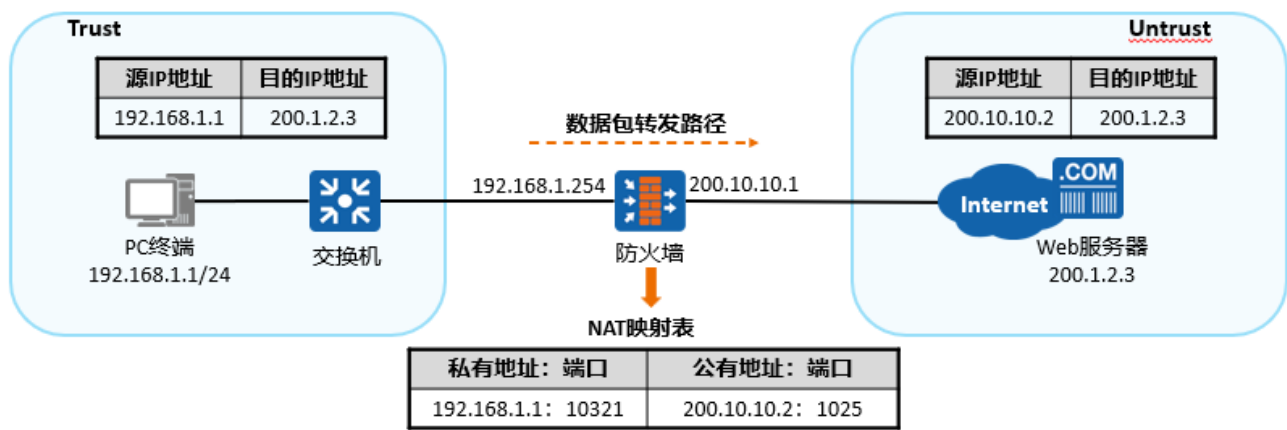 Trust
源IP地址 目的IP地址
192.168.1.1 200.1.2.3
PC终端
192.168.1.1/24
交换机
数据包转发路径
192.168.1.254
200.10.10.1
防火墙
Untrust
源IP地址 目的IP地址
200.10.10.2 200.1.2.3
Internet
.COM
Web服务器
200.1.2.3
NAT映射表
私有地址：端口 公有地址：端口
192.168.1.1：10321 200.10.10.2：1025